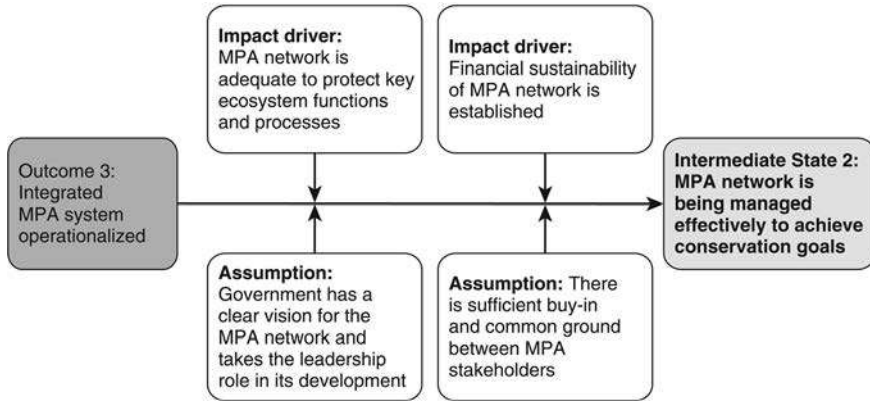 Impact driver:
MPA network is
adequate to protect key
ecosystem functions
and processes
Impact driver:
Financial sustainability
of MPA network is
established
Outcome 3:
Integrated
MPA system
operationalized
Intermediate State 2:
MPA network is
being managed
effectively to achieve
conservation goals
Assumption:
Government has a
clear vision for the
MPA network and
takes the leadership
role in its development
Assumption: There
is sufficient buy-in
and common ground
between MPA
stakeholders